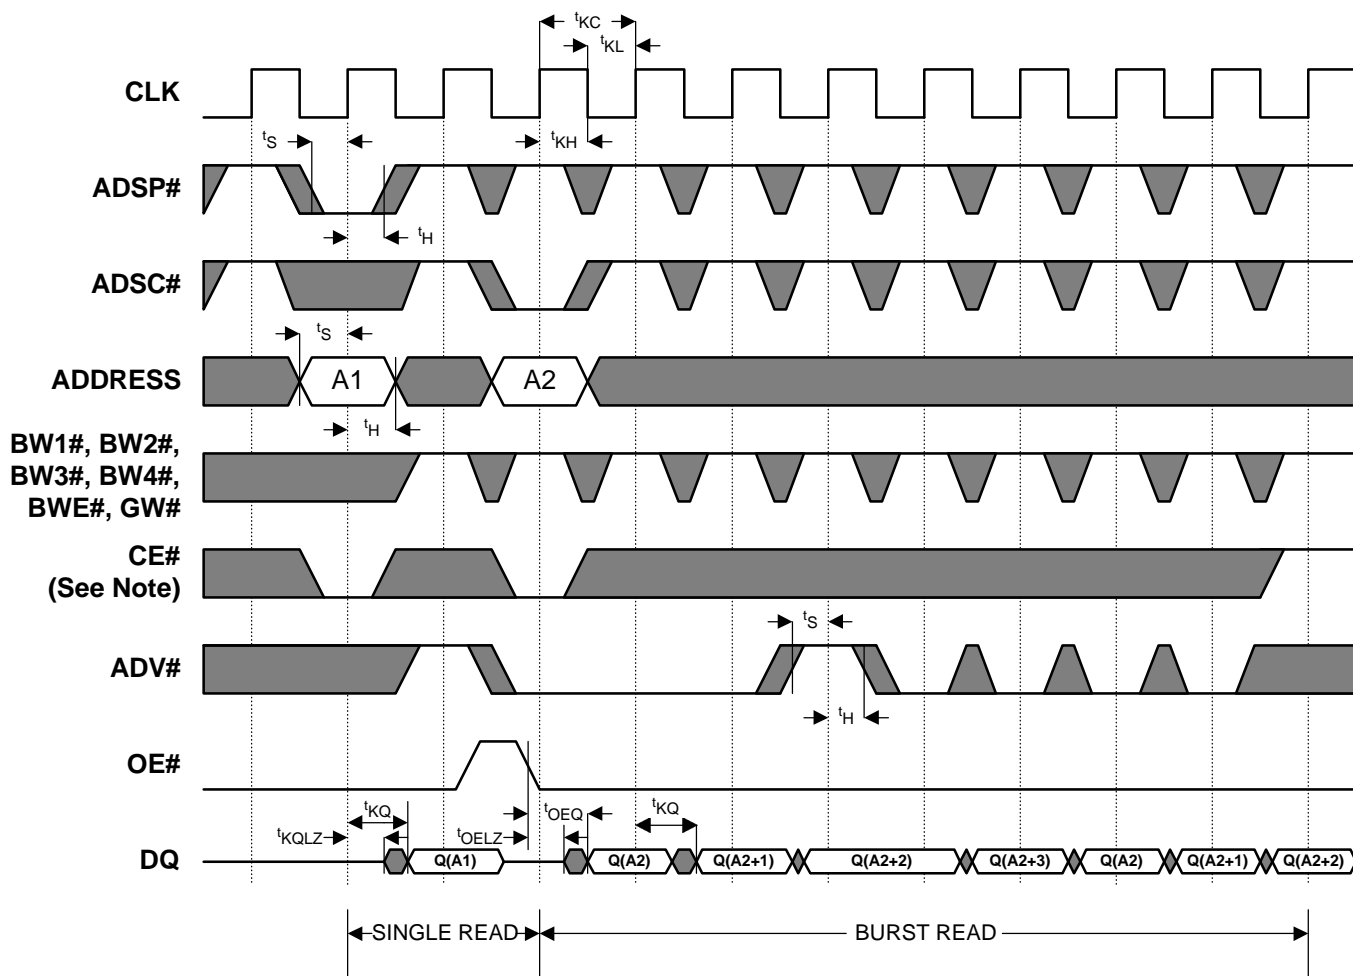 tKC
tKL
CLK
tS
tKH
ADSP#
tH
ADSC#
tS
ADDRESS
A1
A2
tH
BW1#, BW2#,
BW3#, BW4#,
BWE#, GW#
CE#
(See Note)
tS
ADV#
tH
OE#
tKQ
tOEQ
tKQ
tKQLZ
tOELZ
DQ
Q(A1)
Q(A2)
Q(A2+1)
Q(A2+2)
Q(A2+3)
Q(A2)
Q(A2+1)
Q(A2+2)
SINGLE READ
BURST READ